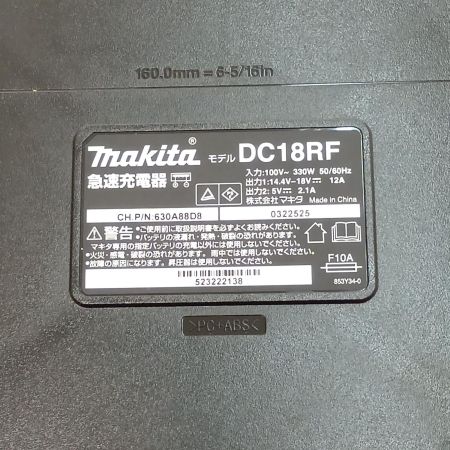 160.0mm=6-5/16in
makita® モデル DC18RF
急速充電器
入力:100V~ 330W 50/60Hz
出力1:14.4V⎓18V⎓ 12A
出力2:5V⎓ 2.1A
株式会社マキタ Made in China
CH.P/N:630A88D8
0322525
⚠警告 •ご使用前に取扱説明書を必ずよくお読みください。
•バッテリの液漏れ・発熱・破裂の恐れがありますので
マキタ専用の指定バッテリの充電以外には使用しないでください。
•火災・感電・破裂の恐れがあります。雨中では使用しないでください。
•故障の原因になります。昇圧器は使用しないでください。
F10A
853Y34-0
523222138
>PC+ABS<